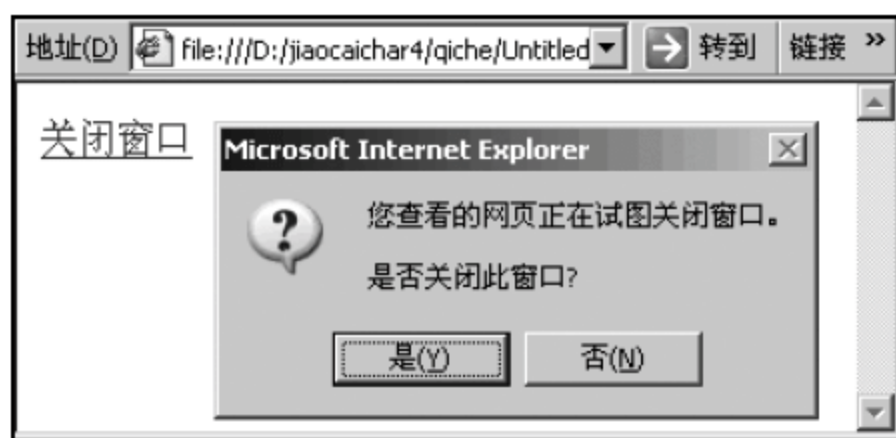 地址(D) file:///D:/jiaocaichar4/qiche/Untitled 转到 链接 »
关闭窗口
Microsoft Internet Explorer
您查看的网页正在试图关闭窗口。
是否关闭此窗口?
是(Y) 否(N)